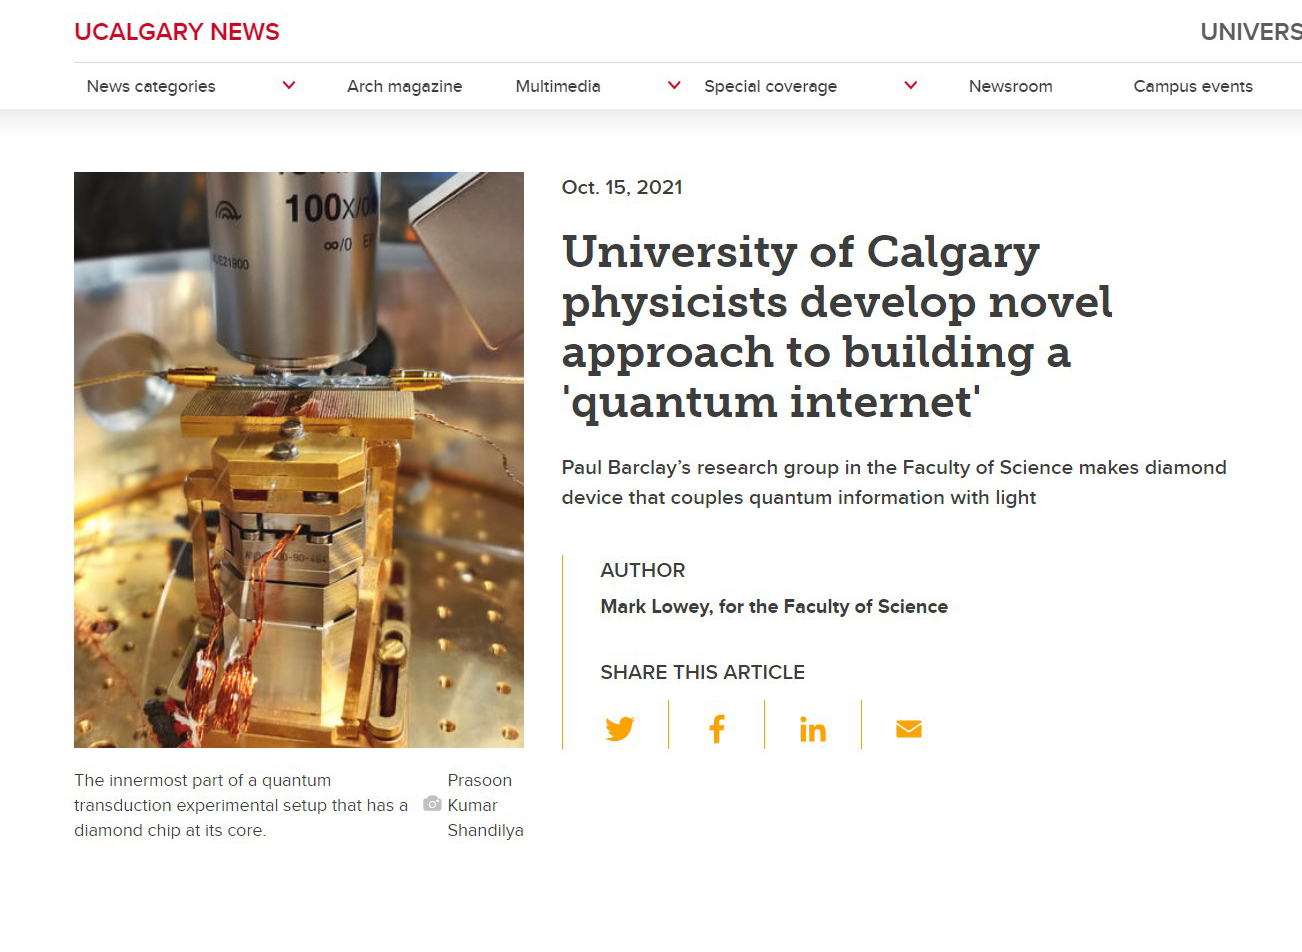 UCALGARY NEWS
UNIVERS
News categories
Arch magazine
Multimedia
Special coverage
Newsroom
Campus events
100X/0
∞/0
Oct. 15, 2021
University of Calgary
physicists develop novel
approach to building a
'quantum internet'
Paul Barclay’s research group in the Faculty of Science makes diamond
device that couples quantum information with light
AUTHOR
Mark Lowey, for the Faculty of Science
SHARE THIS ARTICLE
The innermost part of a quantum
transduction experimental setup that has a
diamond chip at its core.
Prasoon
Kumar
Shandilya